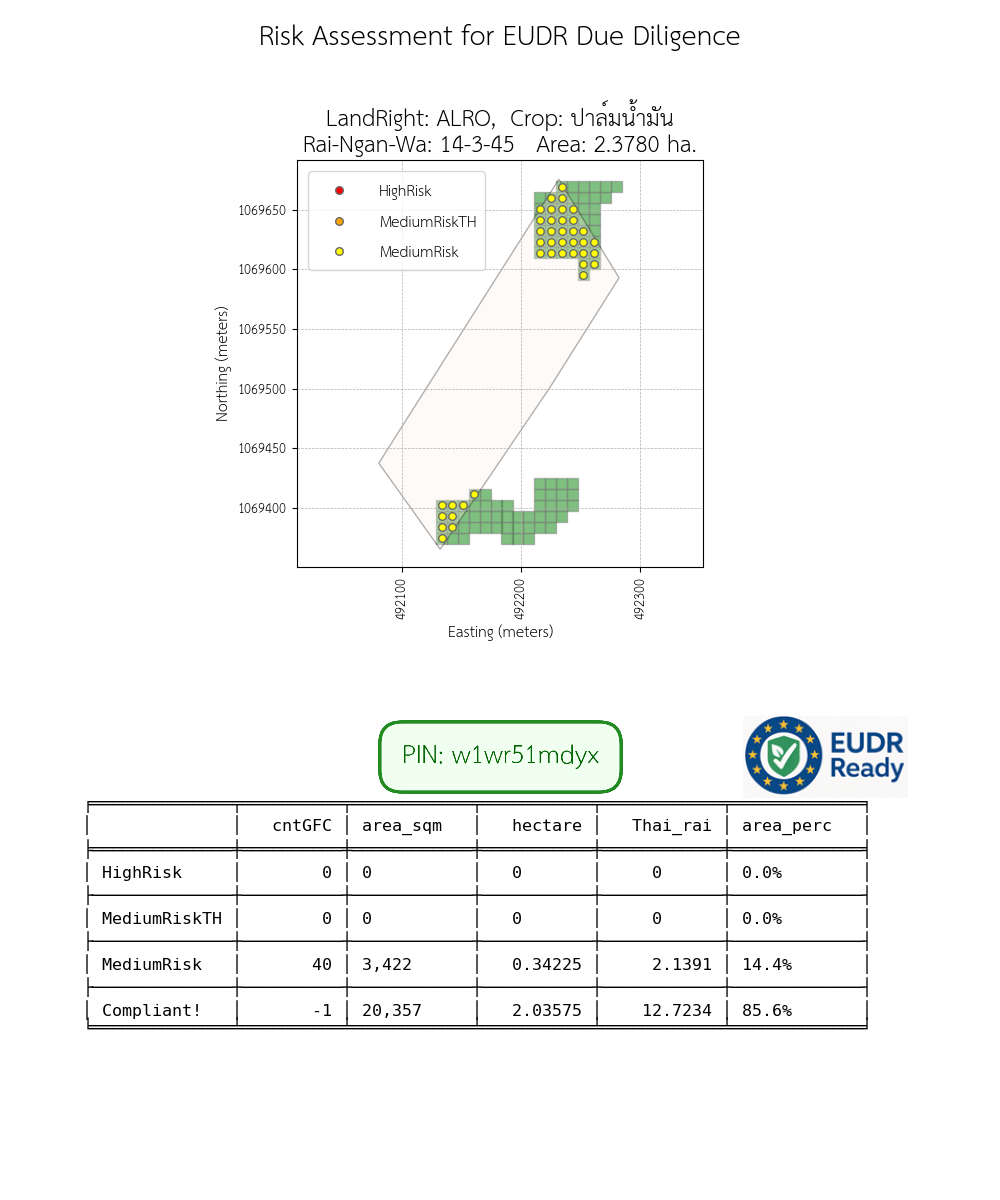 Risk Assessment for EUDR Due Diligence
LandRight: ALRO, Crop: ปาล์มน้ำมัน
Rai-Ngan-Wa: 14-3-45 Area: 2.3780 ha.
HighRisk
MediumRiskTH
MediumRisk
1069650
1069600
1069550
1069500
1069450
1069400
Northing (meters)
492100
492200
492300
Easting (meters)
PIN: w1wr51mdyx
EUDR
Ready
cntGFC area_sqm hectare Thai_rai area_perc
HighRisk 0 0 0 0 0.0%
MediumRiskTH 0 0 0 0 0.0%
MediumRisk 40 3,422 0.34225 2.1391 14.4%
Compliant! -1 20,357 2.03575 12.7234 85.6%